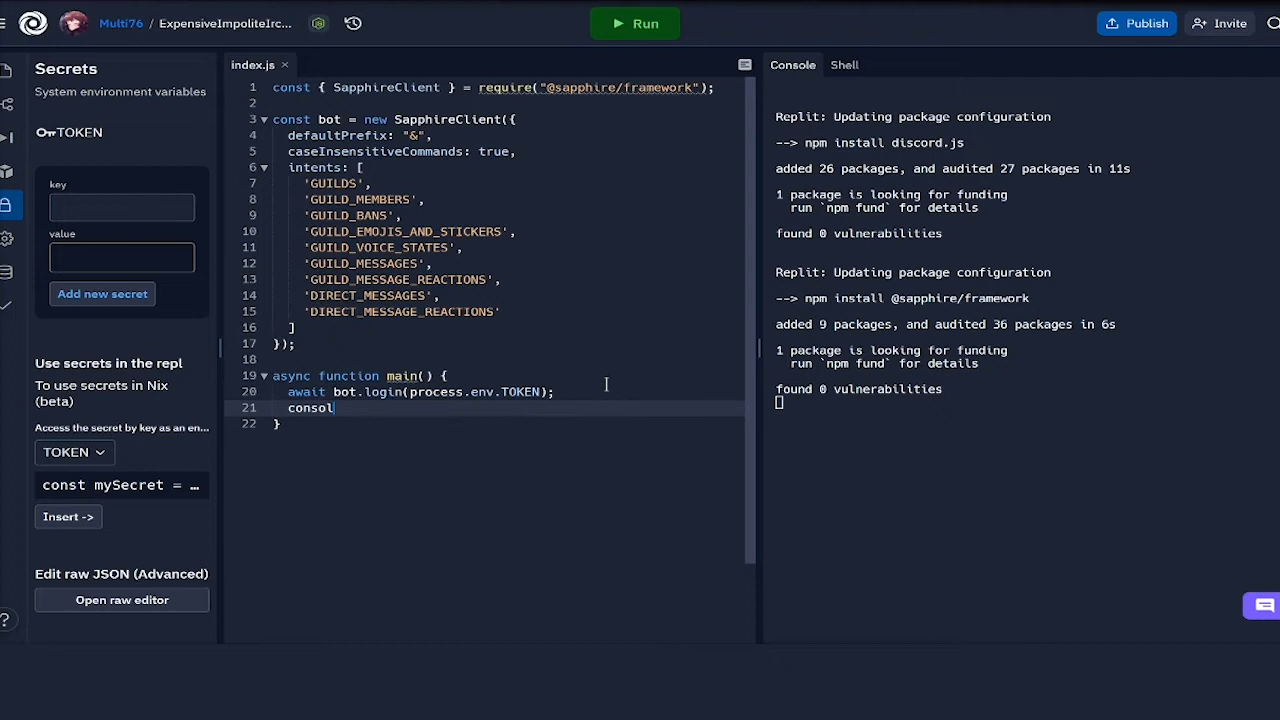 Multi76 / ExpensiveImpoliteIrc...
Run
Publish
Invite
Secrets
System environment variables
TOKEN
key
value
Add new secret
Use secrets in the repl
To use secrets in Nix
(beta)
Access the secret by key as an en...
TOKEN
const mySecret = …
Insert ->
Edit raw JSON (Advanced)
Open raw editor
?
index.js ×
1 const { SapphireClient } = require("@sapphire/framework");
2
3 const bot = new SapphireClient({
4 defaultPrefix: "&",
5 caseInsensitiveCommands: true,
6 intents: [
7 'GUILDS',
8 'GUILD_MEMBERS',
9 'GUILD_BANS',
10 'GUILD_EMOJIS_AND_STICKERS',
11 'GUILD_VOICE_STATES',
12 'GUILD_MESSAGES',
13 'GUILD_MESSAGE_REACTIONS',
14 'DIRECT_MESSAGES',
15 'DIRECT_MESSAGE_REACTIONS'
16 ]
17 });
18
19 async function main() {
20 await bot.login(process.env.TOKEN);
21 consol
22 }
Console Shell
Replit: Updating package configuration
--> npm install discord.js
added 26 packages, and audited 27 packages in 11s
1 package is looking for funding
run `npm fund` for details
found 0 vulnerabilities
Replit: Updating package configuration
--> npm install @sapphire/framework
added 9 packages, and audited 36 packages in 6s
1 package is looking for funding
run `npm fund` for details
found 0 vulnerabilities